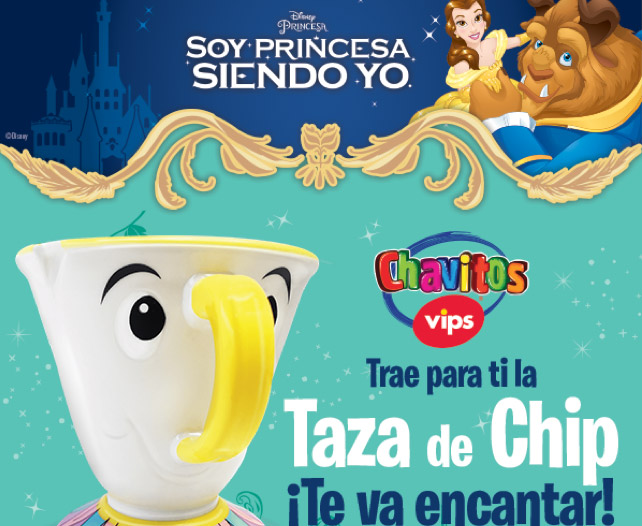 Disney
PRINCESA
SOY PRINCESA
SIENDO YO
©Disney
Chavitos
vips
Trae para ti la
Taza de Chip
¡Te va encantar!